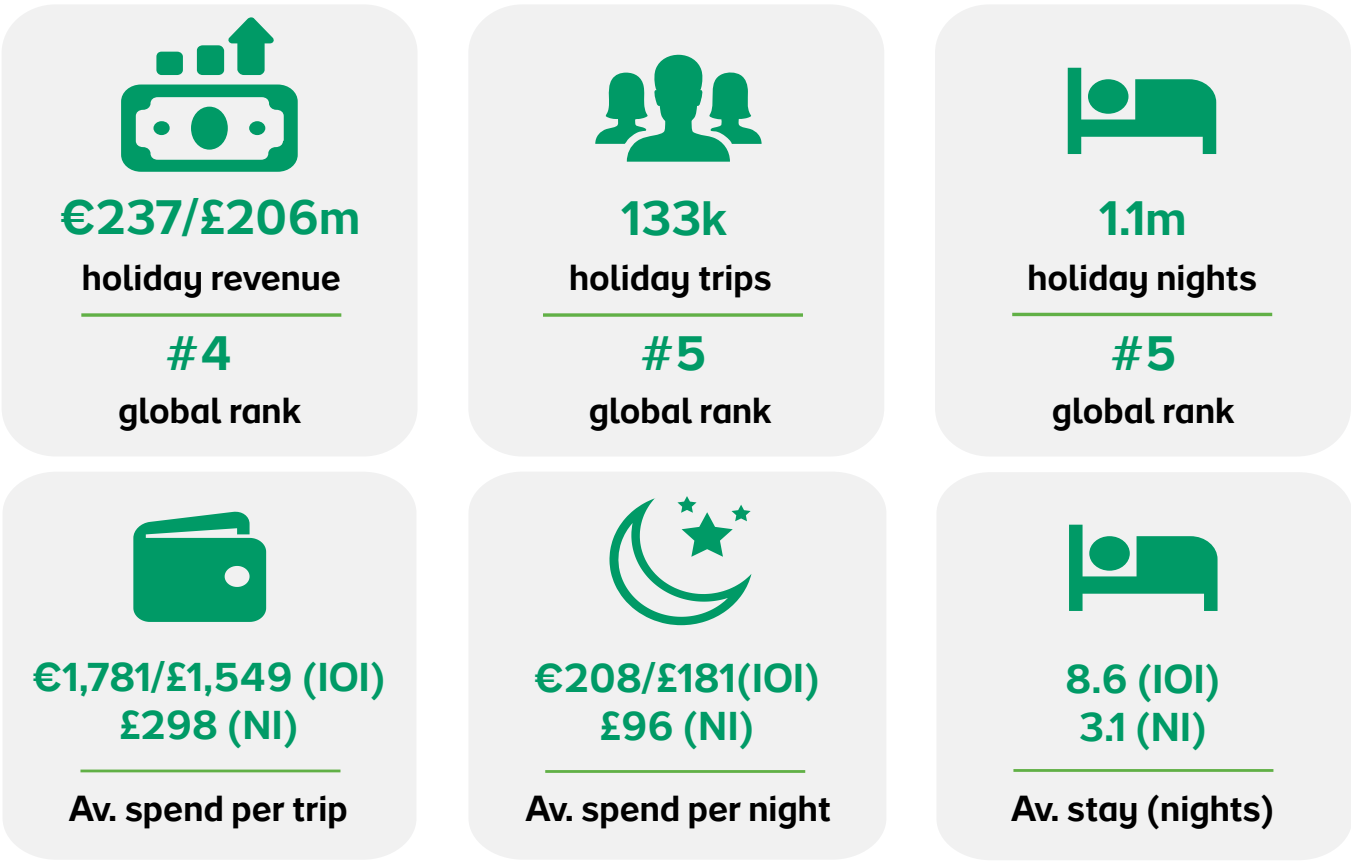 €237/£206m
holiday revenue
#4
global rank
133k
holiday trips
#5
global rank
1.1m
holiday nights
#5
global rank
€1,781/£1,549 (IOI)
£298 (NI)
Av. spend per trip
€208/£181(IOI)
£96 (NI)
Av. spend per night
8.6 (IOI)
3.1 (NI)
Av. stay (nights)